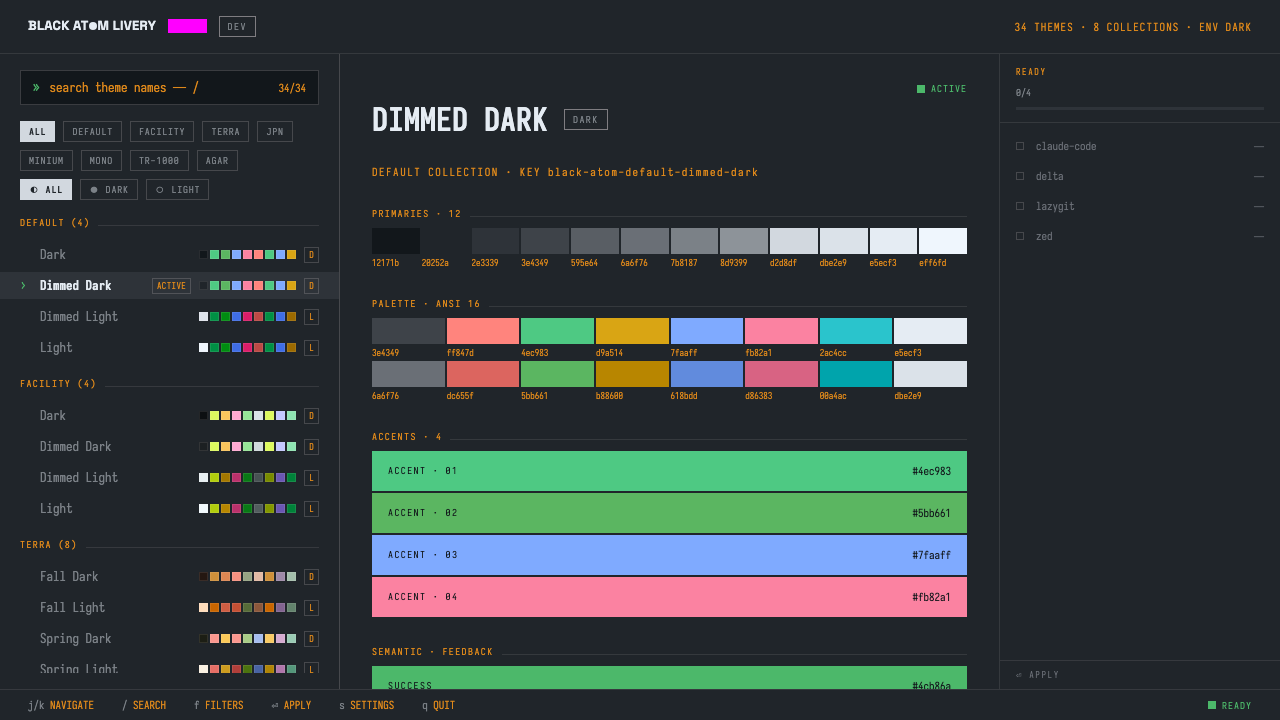 BLACK ATOM LIVERY DEV
34 THEMES · 8 COLLECTIONS · ENV DARK
» search theme names — / 34/34
ALL DEFAULT FACILITY TERRA JPN
MINIUM MONO TR-1000 AGAR
◐ ALL ● DARK ○ LIGHT
DEFAULT (4)
Dark D
› Dimmed Dark ACTIVE D
Dimmed Light L
Light L
FACILITY (4)
Dark D
Dimmed Dark D
Dimmed Light L
Light L
TERRA (8)
Fall Dark D
Fall Light L
Spring Dark D
Spring Light L
ACTIVE
DIMMED DARK DARK
DEFAULT COLLECTION · KEY black-atom-default-dimmed-dark
PRIMARIES · 12
12171b 20252a 2e3339 3e4349 595e64 6a6f76 7b8187 8d9399 d2d8df dbe2e9 e5ecf3 eff6fd
PALETTE · ANSI 16
3e4349 ff847d 4ec983 d9a514 7faaff fb82a1 2ac4cc e5ecf3
6a6f76 dc655f 5bb661 b88600 618bdd d86383 00a4ac dbe2e9
ACCENTS · 4
ACCENT · 01 #4ec983
ACCENT · 02 #5bb661
ACCENT · 03 #7faaff
ACCENT · 04 #fb82a1
SEMANTIC · FEEDBACK
SUCCESS #4cb86a
READY
0/4
claude-code —
delta —
lazygit —
zed —
⏎ APPLY
j/k NAVIGATE / SEARCH f FILTERS ⏎ APPLY s SETTINGS q QUIT
READY